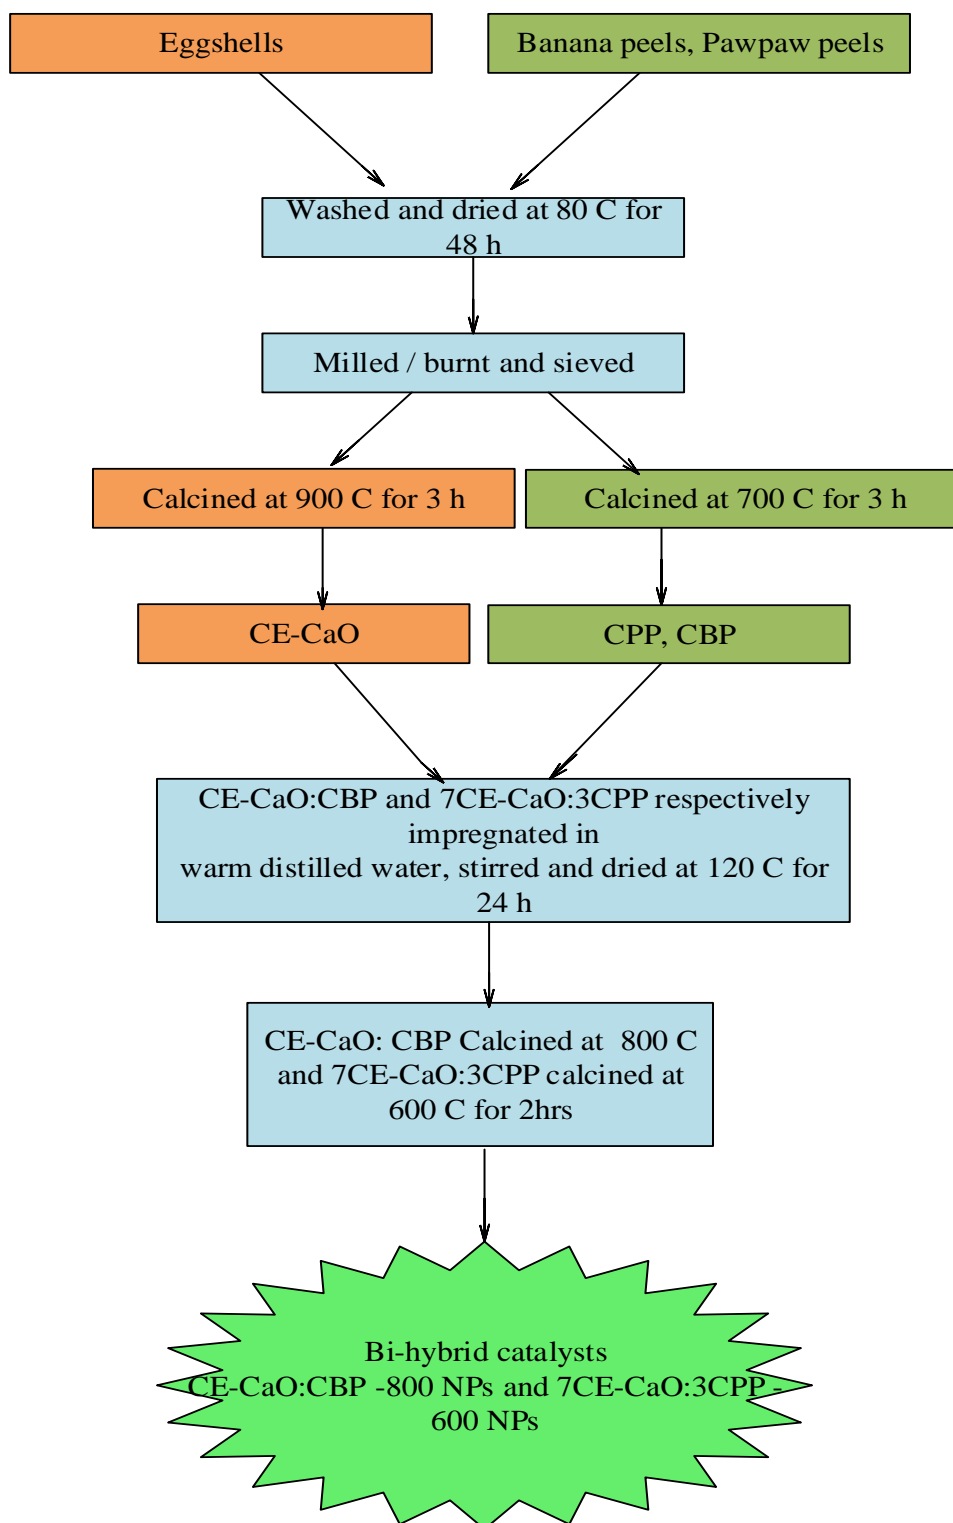 Eggshells
Banana peels, Pawpaw peels
Washed and dried at 80 C for
48 h
Milled / burnt and sieved
Calcined at 900 C for 3 h
Calcined at 700 C for 3 h
CE-CaO
CPP, CBP
CE-CaO:CBP and 7CE-CaO:3CPP respectively
impregnated in
warm distilled water, stirred and dried at 120 C for
24 h
CE-CaO: CBP Calcined at  800 C
and 7CE-CaO:3CPP calcined at
600 C for 2hrs
Bi-hybrid catalysts
CE-CaO:CBP -800 NPs and 7CE-CaO:3CPP -
600 NPs